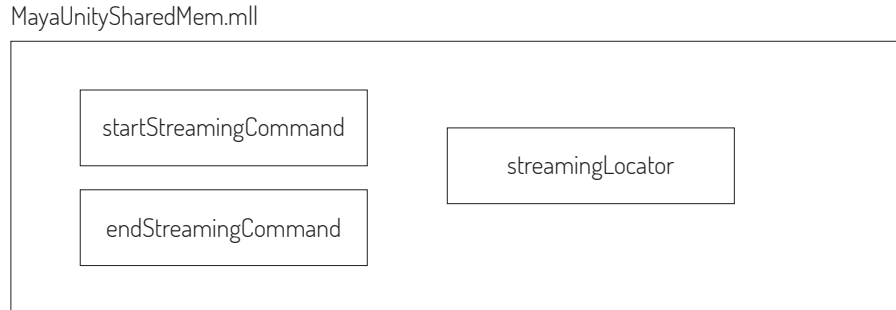 MayaUnitySharedMem.mll
startStreamingCommand
streamingLocator
endStreamingCommand